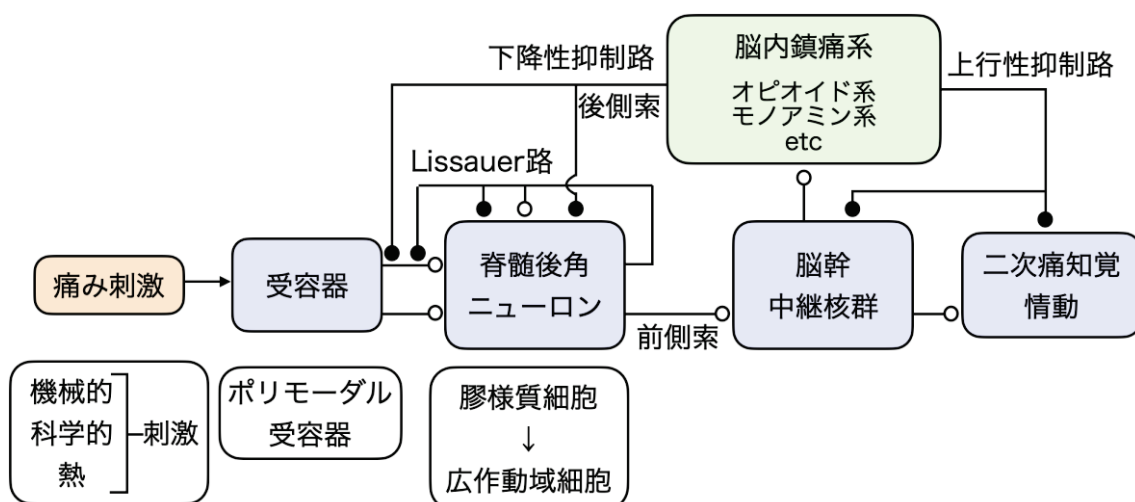 脳内鎮痛系
オピオイド系
モノアミン系
etc
下降性抑制路
後側索
上行性抑制路
Lissauer路
痛み刺激
受容器
脊髄後角
ニューロン
前側索
脳幹
中継核群
二次痛知覚
情動
機械的
科学的
熱
刺激
ポリモーダル
受容器
膠様質細胞
↓
広作動域細胞